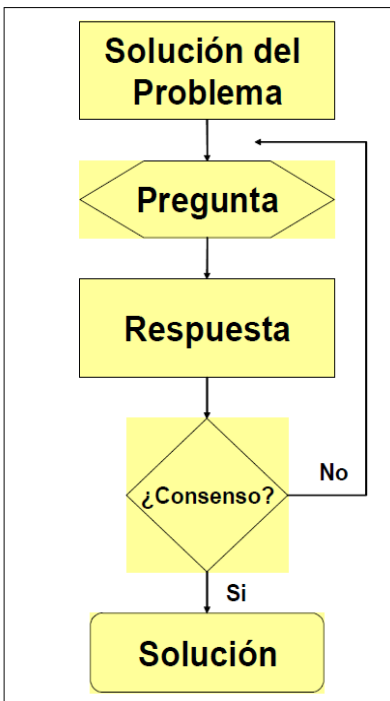 Solución del
Problema
Pregunta
Respuesta
¿Consenso?
No
Si
Solución